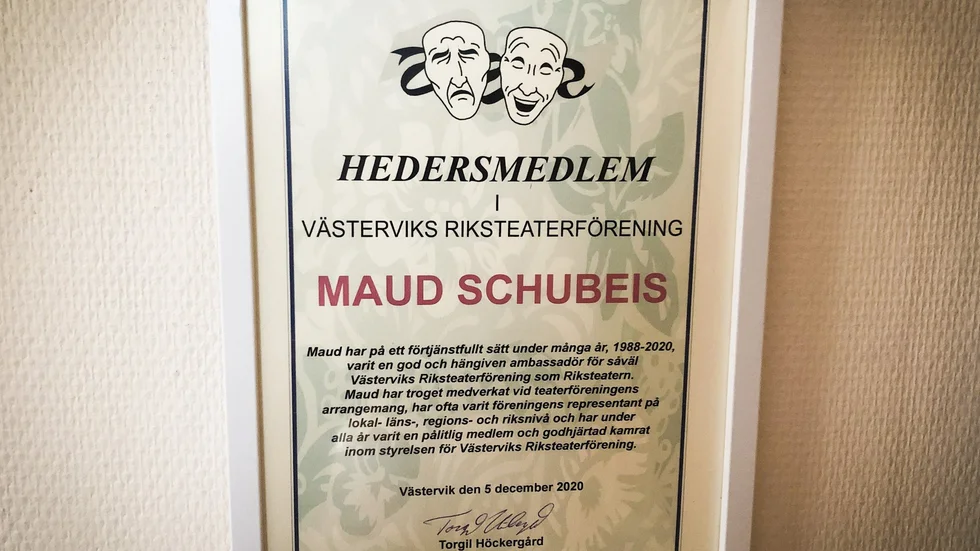 HEDERSMEDLEM
I
VÄSTERVIKS RIKSTEATERFÖRENING
MAUD SCHUBEIS
Maud har på ett förtjänstfullt sätt under många år, 1988-2020,
varit en god och hängiven ambassadör för såväl
Västerviks Riksteaterförening som Riksteatern.
Maud har troget medverkat vid teaterföreningens
arrangemang, har ofta varit föreningens representant på
lokal- läns-, regions- och riksnivå och har under
alla år varit en pålitlig medlem och godhjärtad kamrat
inom styrelsen för Västerviks Riksteaterförening.
Västervik den 5 december 2020
Torgil Höckergård